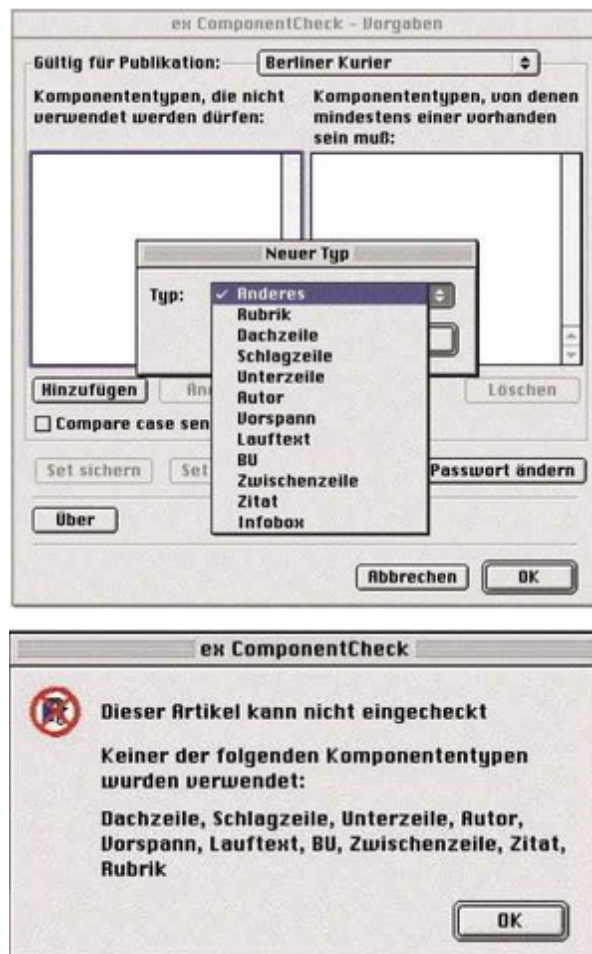 ex ComponentCheck - Vorgaben
Gültig für Publikation: Berliner Kurier
Komponententypen, die nicht
verwendet werden dürfen:
Komponententypen, von denen
mindestens einer vorhanden
sein muß:
Neuer Typ
Typ: ✓ Anderes
Rubrik
Dachzeile
Schlagzeile
Unterzeile
Autor
Vorspann
Lauftext
BU
Zwischenzeile
Zitat
Infobox
Hinzufügen
Löschen
Compare case sen
Set sichern Set Passwort ändern
Über
Abbrechen OK
ex ComponentCheck
Dieser Artikel kann nicht eingecheckt
Keiner der folgenden Komponententypen
wurden verwendet:
Dachzeile, Schlagzeile, Unterzeile, Autor,
Vorspann, Lauftext, BU, Zwischenzeile, Zitat,
Rubrik
OK